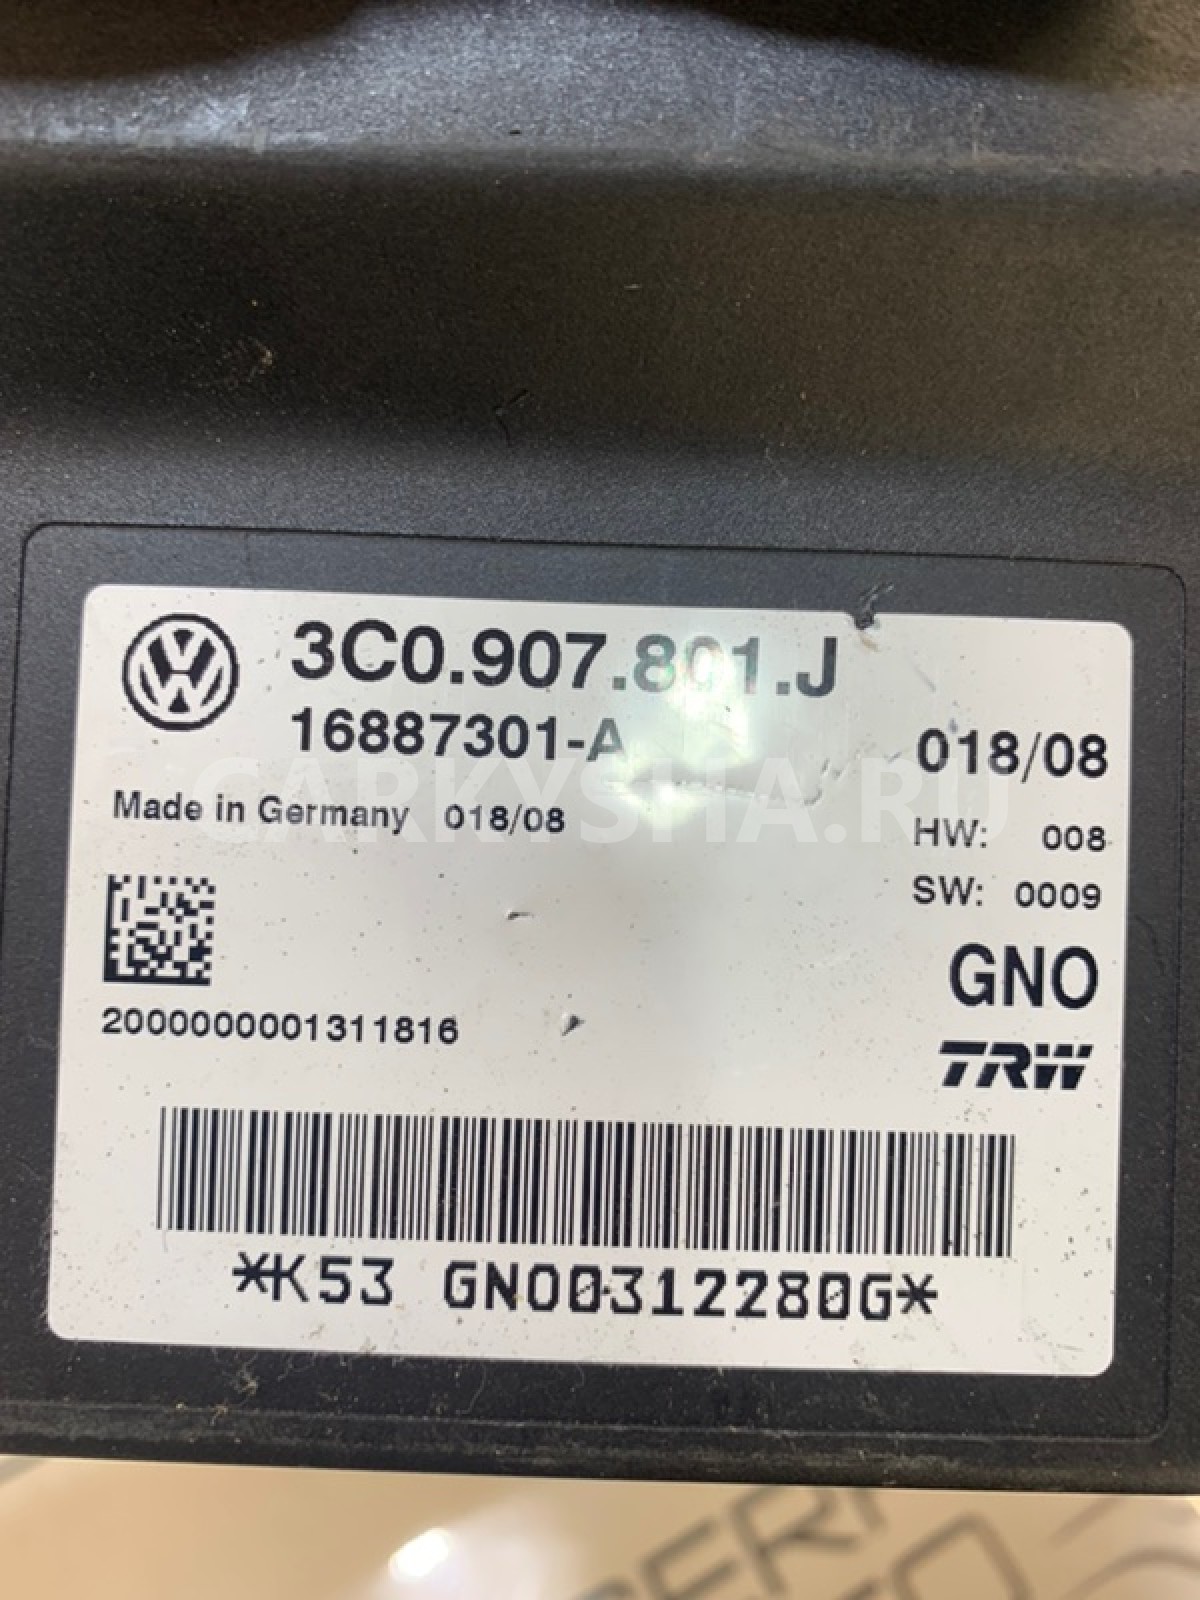 3C0.907.801.J
16887301-A
018/08
Made in Germany 018/08
HW: 008
SW: 0009
GNO
2000000001311816
TRW
*K53 GNO0312280G*
CARKYSHA.RU